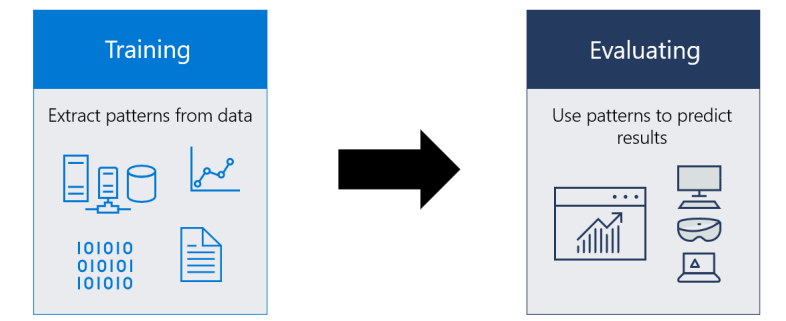 Training
Extract patterns from data
101010
010101
101010
Evaluating
Use patterns to predict
results